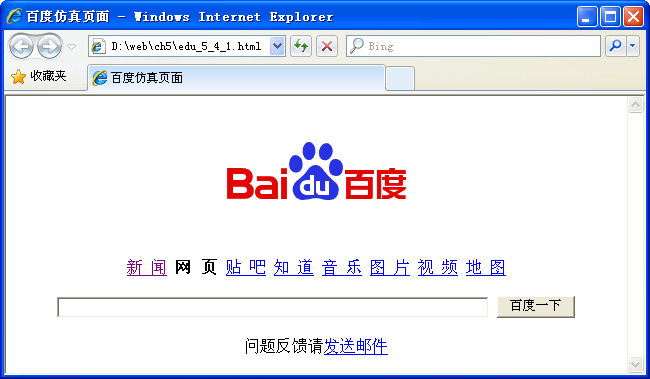 百度仿真页面 - Windows Internet Explorer
D:\web\ch5\edu_5_4_1.html
Bing
收藏夹
百度仿真页面
Bai du 百度
新 闻 网 页 贴 吧 知 道 音 乐 图 片 视 频 地 图
百度一下
问题反馈请发送邮件